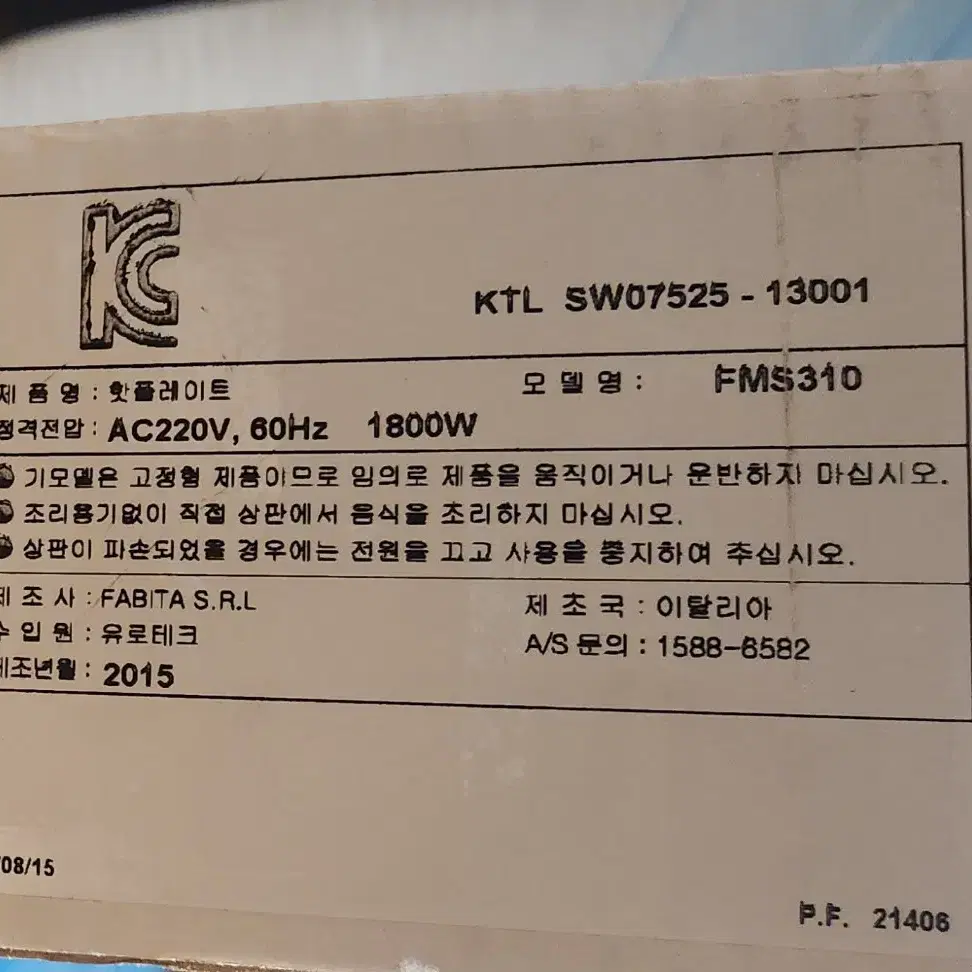 KC
KTL SW07525 - 13001
제 품 명 : 핫플레이트 모 델 명 : FMS310
정격전압 : AC220V, 60Hz 1800W
기모델은 고정형 제품이므로 임의로 제품을 움직이거나 운반하지 마십시오.
조리용기없이 직접 상판에서 음식을 초리하지 마십시오.
상판이 파손되었을 경우에는 전원을 끄고 사용을 중지하여 추십시오.
제 조 사 : FABITA S.R.L 제 조 국 : 이탈리아
수 입 원 : 유로테크 A/S 문의 : 1588-6582
제조년월 : 2015
/08/15
P.F. 21406